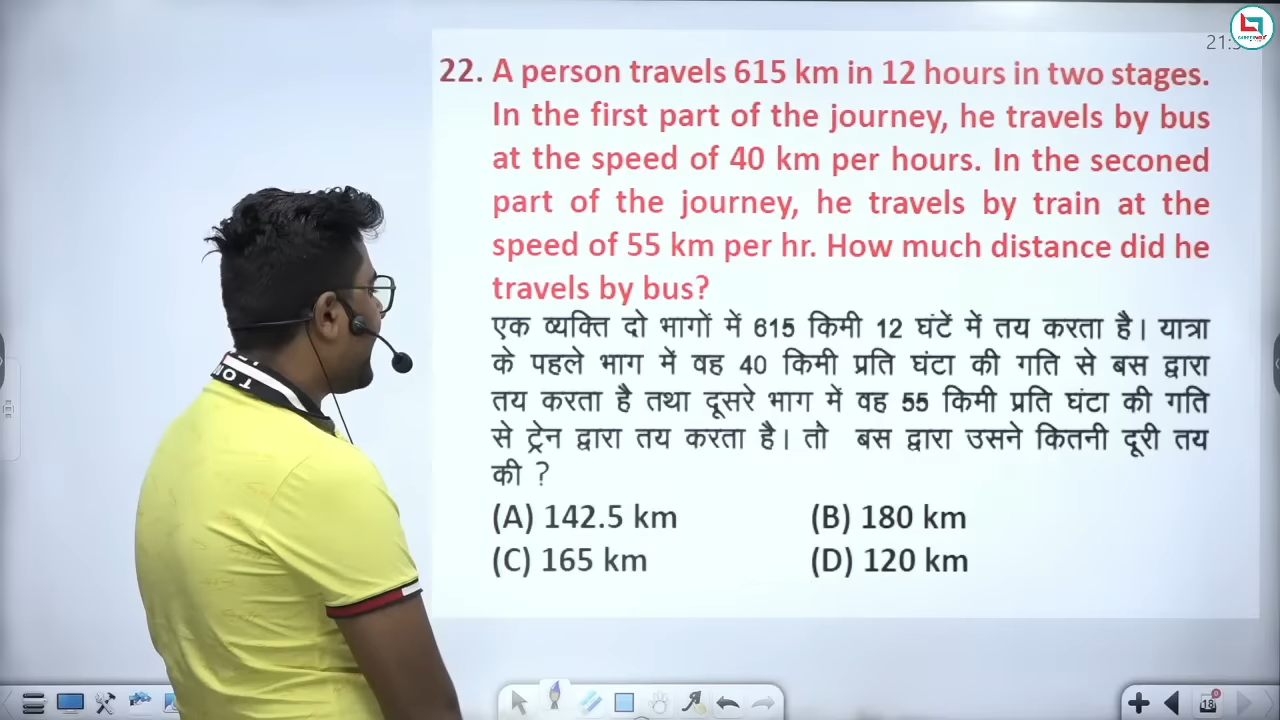 21:
22. A person travels 615 km in 12 hours in two stages.
In the first part of the journey, he travels by bus
at the speed of 40 km per hours. In the seconed
part of the journey, he travels by train at the
speed of 55 km per hr. How much distance did he
travels by bus?
एक व्यक्ति दो भागों में 615 किमी 12 घंटें में तय करता है। यात्रा
के पहले भाग में वह 40 किमी प्रति घंटा की गति से बस द्वारा
तय करता है तथा दूसरे भाग में वह 55 किमी प्रति घंटा की गति
से ट्रेन द्वारा तय करता है। तो बस द्वारा उसने कितनी दूरी तय
की ?
(A) 142.5 km (B) 180 km
(C) 165 km (D) 120 km
TOM
18